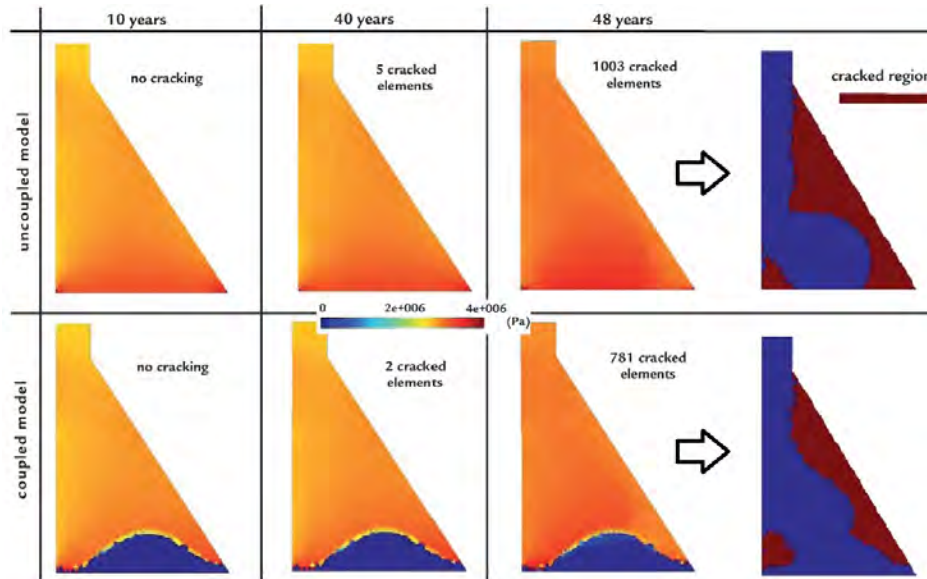 10 years
40 years
48 years
uncoupled model
no cracking
5 cracked
elements
1003 cracked
elements
cracked region
0
2e+006
4e+006
(Pa)
coupled model
no cracking
2 cracked
elements
781 cracked
elements